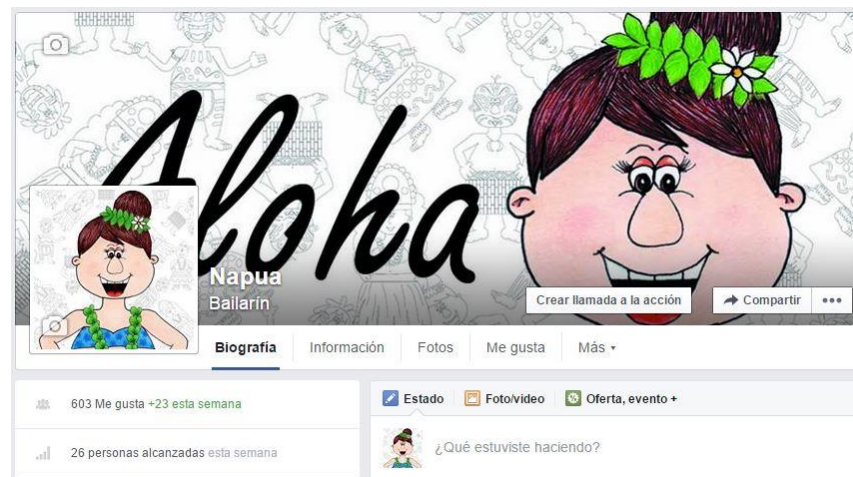 Aloha
Napua
Bailarín
Crear llamada a la acción
Compartir
Biografía Información Fotos Me gusta Más
603 Me gusta +23 esta semana
Estado Foto/video Oferta, evento +
26 personas alcanzadas esta semana
¿Qué estuviste haciendo?